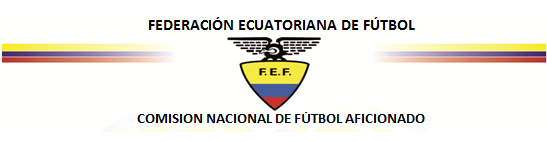 FEDERACIÓN ECUATORIANA DE FÚTBOL
F.E.F.
COMISION NACIONAL DE FÚTBOL AFICIONADO